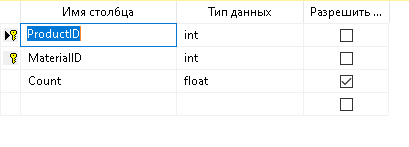 Имя столбца Тип данных Разрешить ...
ProductID int
MaterialID int
Count float